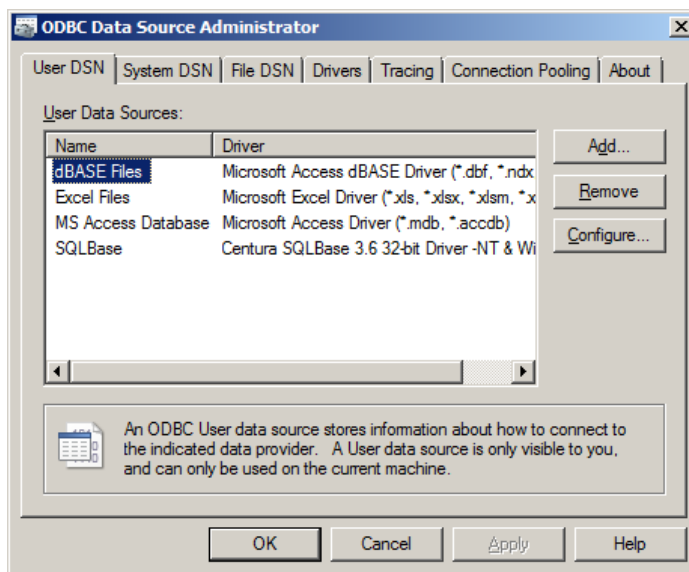 ODBC Data Source Administrator
User DSN System DSN File DSN Drivers Tracing Connection Pooling About
User Data Sources:
Name Driver
dBASE Files Microsoft Access dBASE Driver (*.dbf, *.ndx
Excel Files Microsoft Excel Driver (*.xls, *.xlsx, *.xlsm, *.x
MS Access Database Microsoft Access Driver (*.mdb, *.accdb)
SQLBase Centura SQLBase 3.6 32-bit Driver -NT & Wi
Add...
Remove
Configure...
An ODBC User data source stores information about how to connect to
the indicated data provider. A User data source is only visible to you,
and can only be used on the current machine.
OK Cancel Apply Help